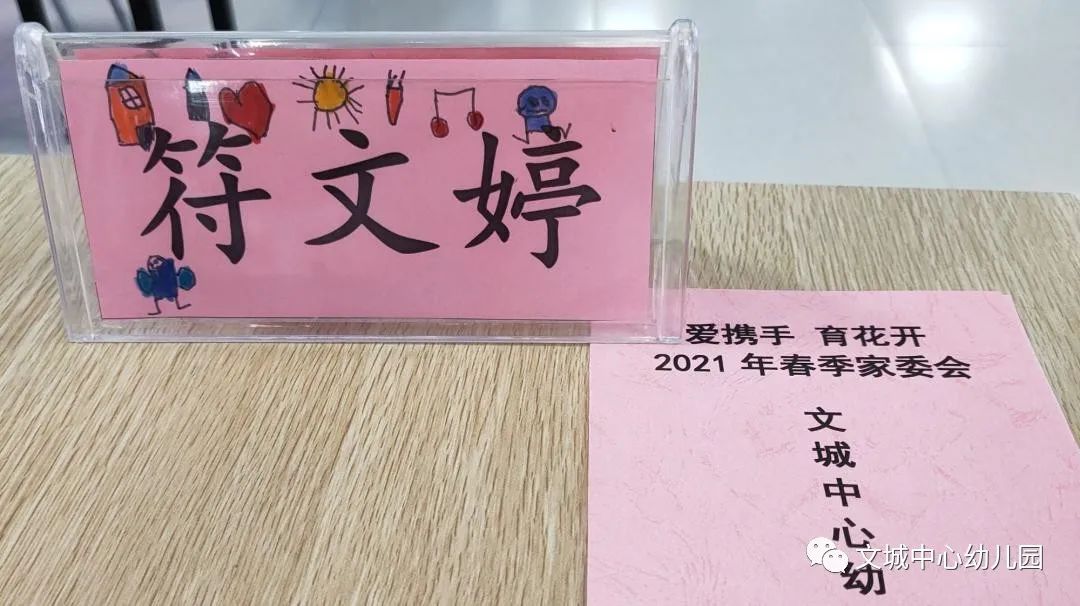 符文婷
爱携手 育花开
2021 年春季家委会
文城中心幼
文城中心幼儿园